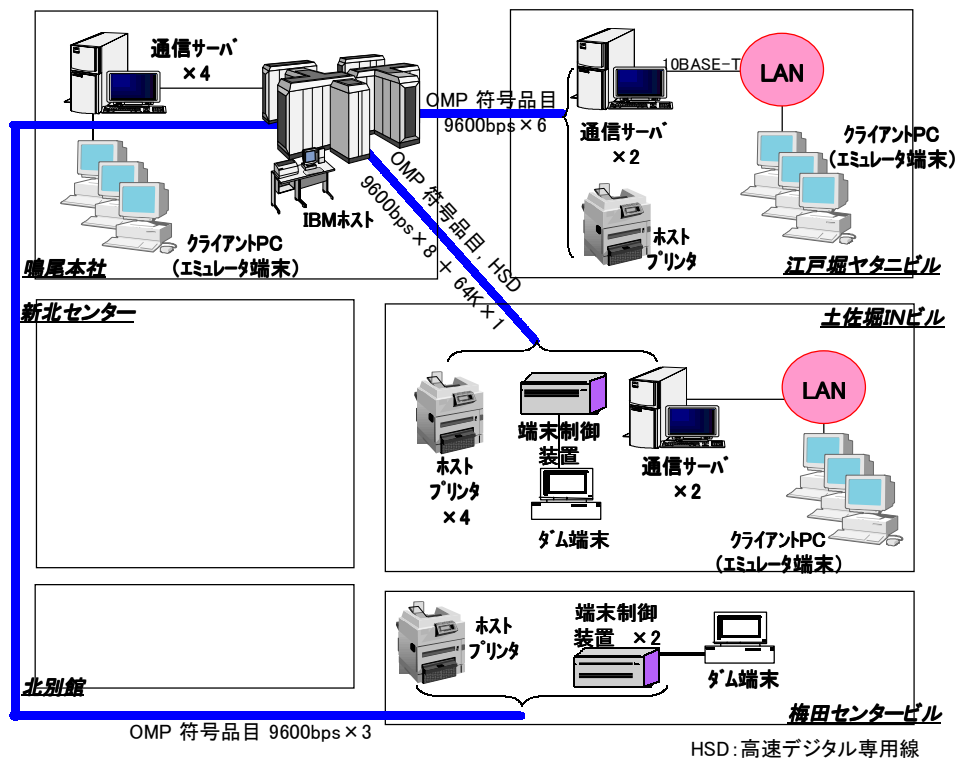 通信サーバ
×4
IBMホスト
クライアントPC
(エミュレータ端末)
鳴尾本社
OMP 符号品目
9600bps×6
通信サーバ
×2
10BASE-T
LAN
クライアントPC
(エミュレータ端末)
ホスト
プリンタ
江戸堀ヤタニビル
OMP 符号品目, HSD
9600bps×8 + 64K×1
新北センター
土佐堀INビル
ホスト
プリンタ
×4
端末制御
装置
ダム端末
通信サーバ
×2
LAN
クライアントPC
(エミュレータ端末)
北別館
ホスト
プリンタ
端末制御
装置 ×2
ダム端末
梅田センタービル
OMP 符号品目 9600bps×3
HSD:高速デジタル専用線